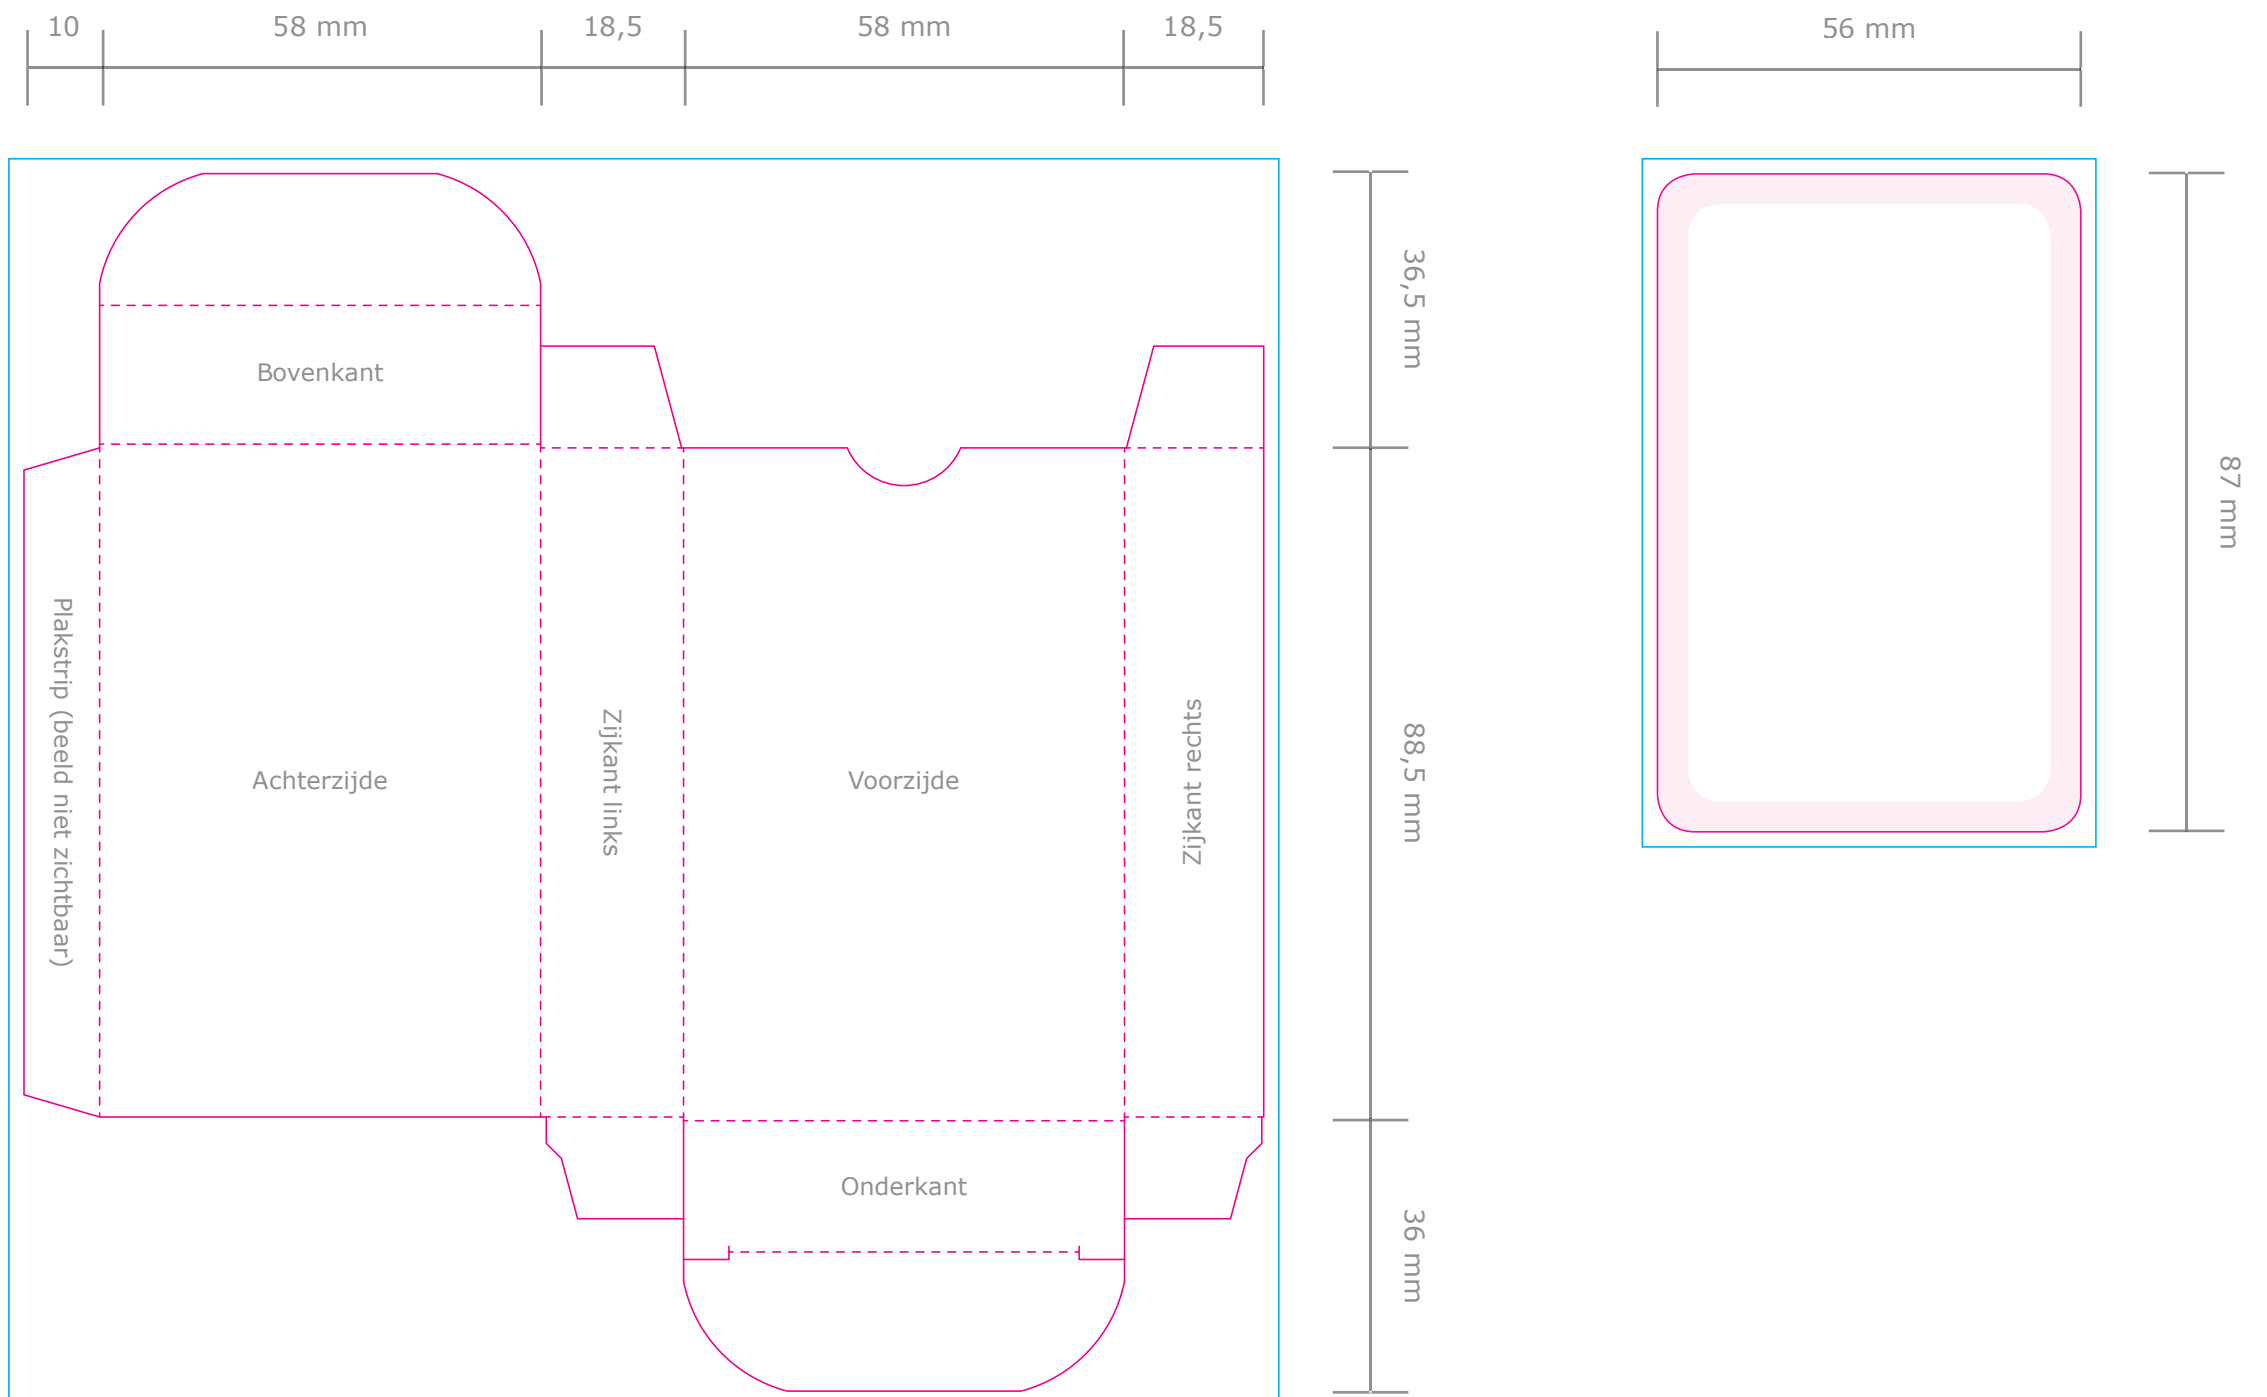 10
58 mm
18,5
58 mm
18,5
56 mm
36,5 mm
Bovenkant
87 mm
Plakstrip (beeld niet zichtbaar)
Achterzijde
Zijkant links
Voorzijde
Zijkant rechts
88,5 mm
Onderkant
36 mm